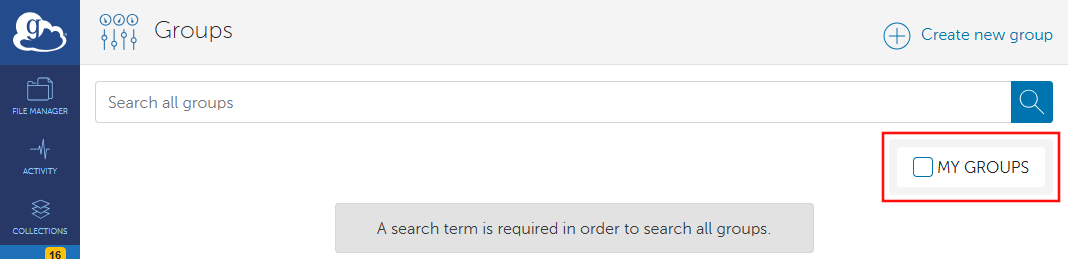 g
Groups
Create new group
FILE MANAGER
Search all groups
ACTIVITY
MY GROUPS
COLLECTIONS
A search term is required in order to search all groups.
16